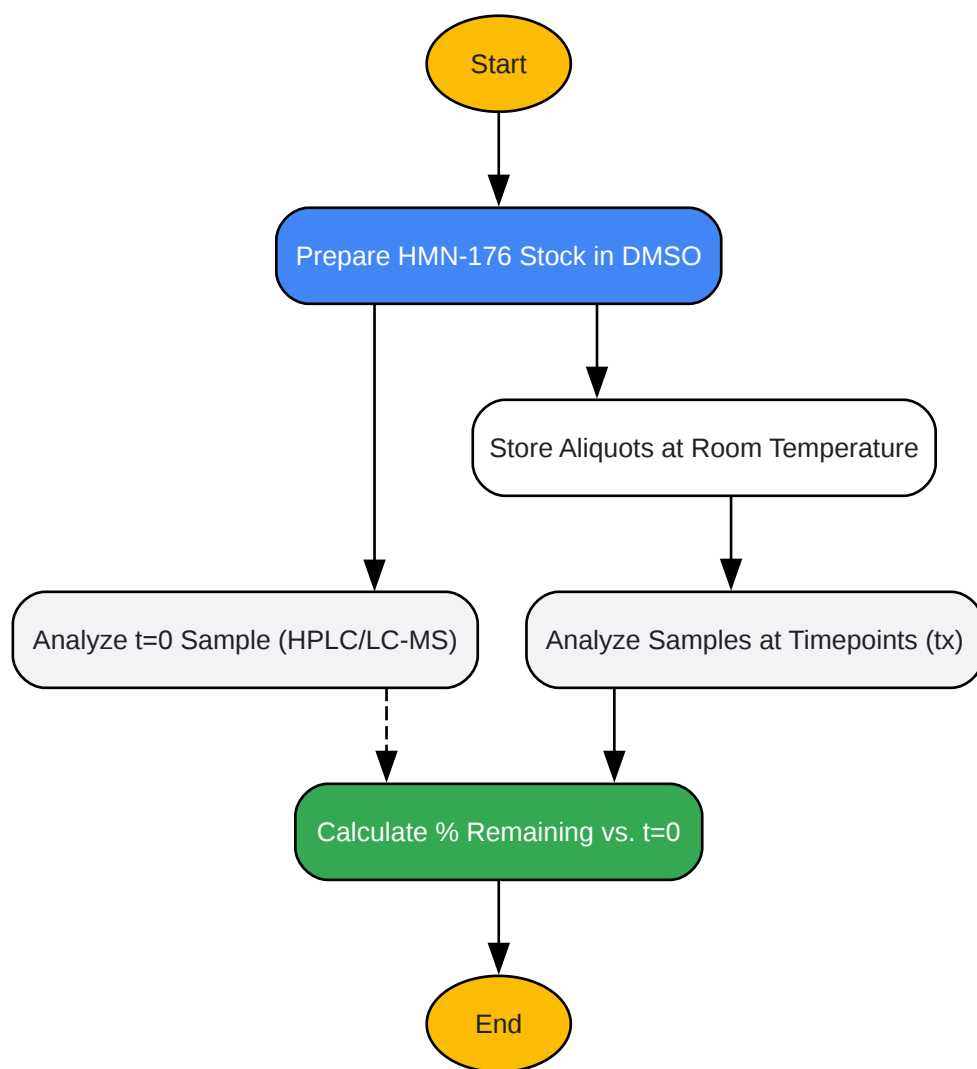 Start
Prepare HMN-176 Stock in DMSO
Store Aliquots at Room Temperature
Analyze t=0 Sample (HPLC/LC-MS)
Analyze Samples at Timepoints (tx)
Calculate % Remaining vs. t=0
End